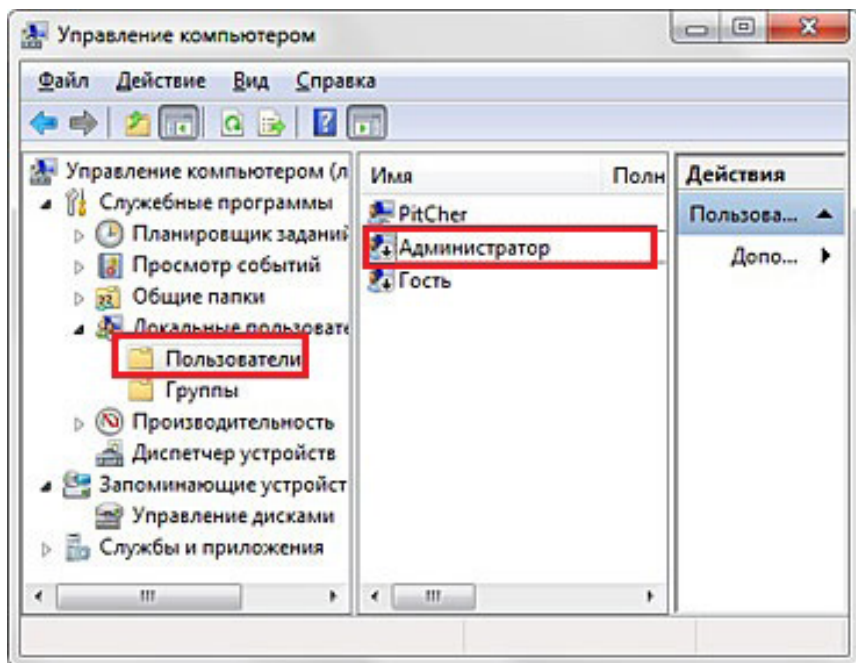 Управление компьютером
Файл Действие Вид Справка
Управление компьютером (л
Служебные программы
Планировщик заданий
Просмотр событий
Общие папки
Локальные пользовате
Пользователи
Группы
Производительность
Диспетчер устройств
Запоминающие устройст
Управление дисками
Службы и приложения
Имя Полн
PitCher
Администратор
Гость
Действия
Пользова...
Допо...